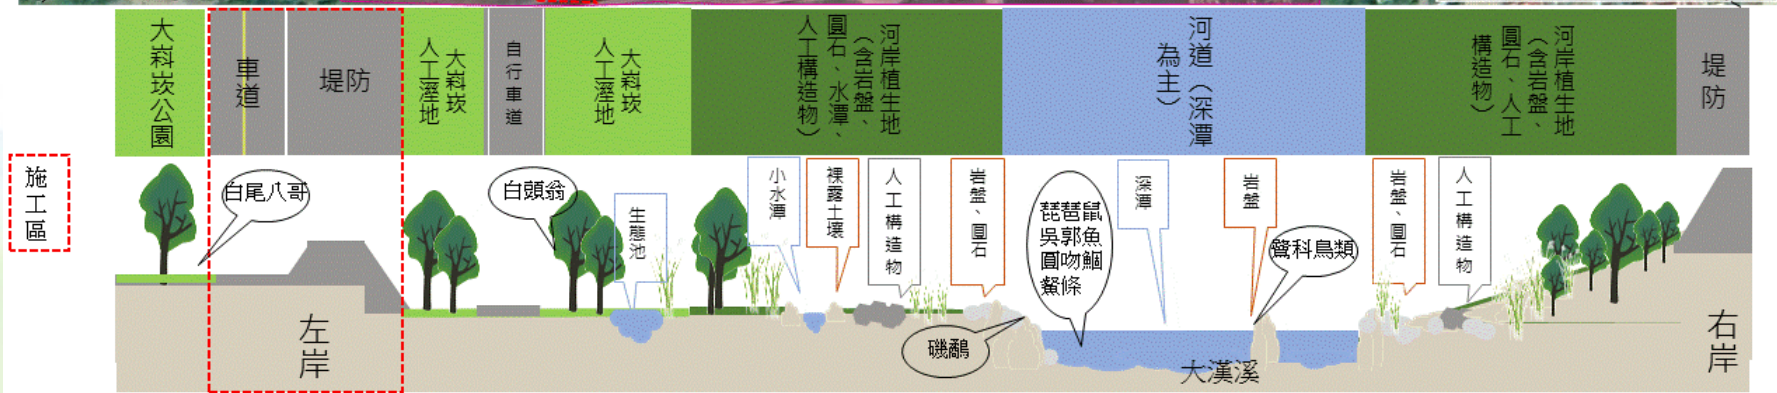 大嵙崁公園
車道
堤防
大嵙崁
人工溼地
自行車道
大嵙崁
人工溼地
河岸植生地
（含岩盤、
圓石、水潭、
人工構造物）
河道（深潭
為主）
河岸植生地
（含岩盤、
圓石、人工
構造物）
堤防
施工區
白尾八哥
白頭翁
生態池
小水潭
裸露土壤
人工構造物
岩盤、圓石
琵琶鼠
吳郭魚
圓吻鯝
鱟條
深潭
岩盤
鷺科鳥類
岩盤、圓石
人工構造物
磯鷸
左岸
大漢溪
右岸